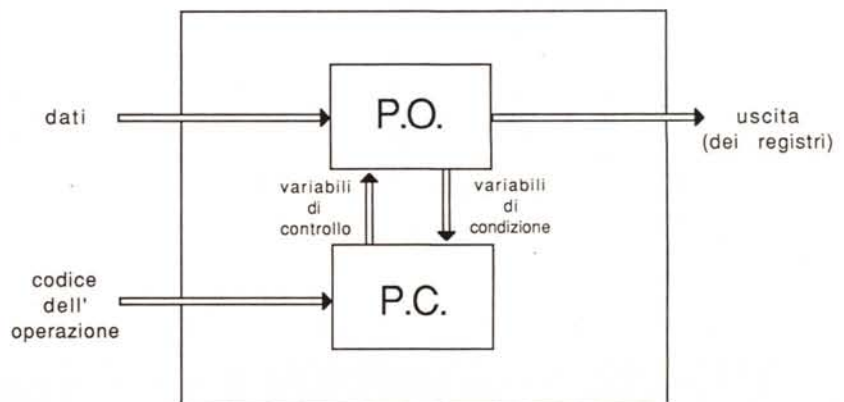 dati
P.O.
uscita
(dei registri)
variabili
di
controllo
variabili
di
condizione
codice
dell'
operazione
P.C.